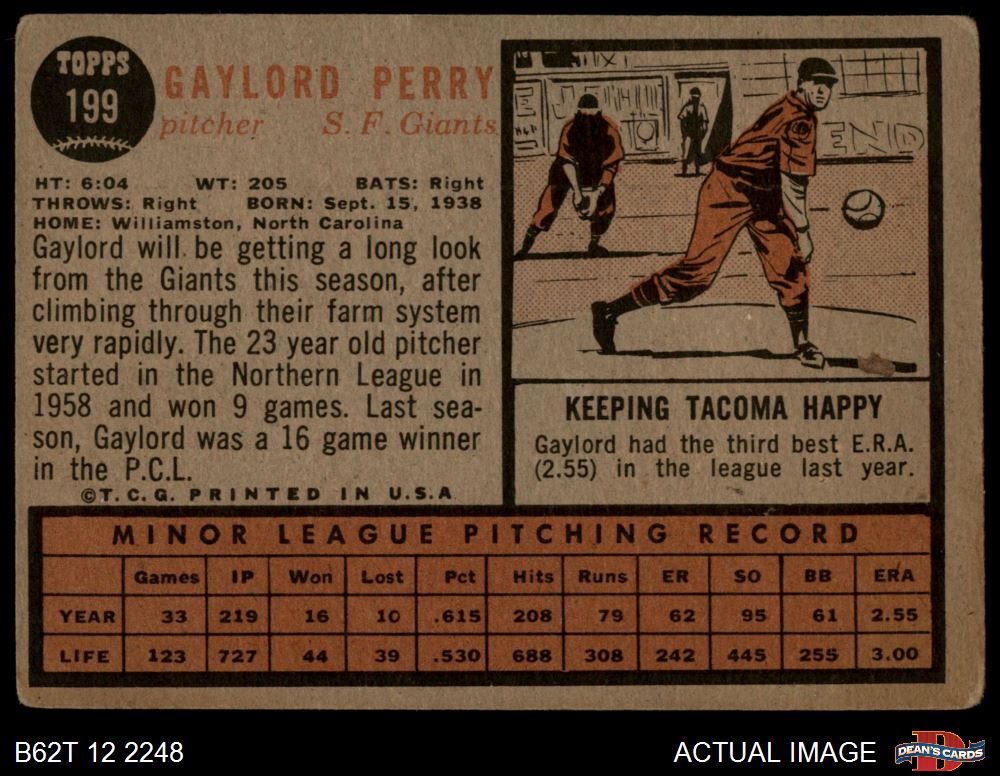 TOPPS
199
GAYLORD PERRY
pitcher S. F. Giants
HT: 6:04 WT: 205 BATS: Right
THROWS: Right BORN: Sept. 15, 1938
HOME: Williamston, North Carolina
Gaylord will be getting a long look
from the Giants this season, after
climbing through their farm system
very rapidly. The 23 year old pitcher
started in the Northern League in
1958 and won 9 games. Last sea-
son, Gaylord was a 16 game winner
in the P.C.L.
©T. C. G. PRINTED IN U.S.A
END
KEEPING TACOMA HAPPY
Gaylord had the third best E.R.A.
(2.55) in the league last year.
MINOR LEAGUE PITCHING RECORD
Games IP Won Lost Pct Hits Runs ER SO BB ERA
YEAR 33 219 16 10 .615 208 79 62 95 61 2.55
LIFE 123 727 44 39 .530 688 308 242 445 255 3.00
B62T 12 2248
ACTUAL IMAGE
D
DEAN'S CARDS